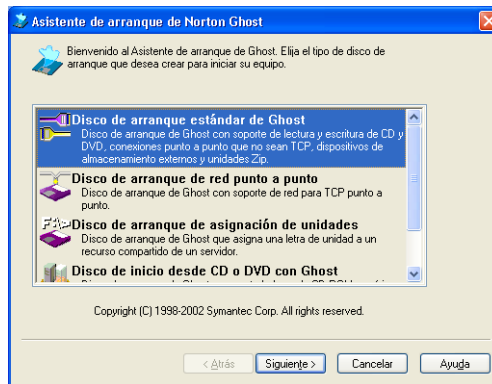 Asistente de arranque de Norton Ghost
Bienvenido al Asistente de arranque de Ghost. Elija el tipo de disco de
arranque que desea crear para iniciar su equipo.
Disco de arranque estándar de Ghost
Disco de arranque de Ghost con soporte de lectura y escritura de CD y
DVD, conexiones punto a punto que no sean TCP, dispositivos de
almacenamiento externos y unidades Zip.
Disco de arranque de red punto a punto
Disco de arranque de Ghost con soporte de red para TCP punto a
punto.
Disco de arranque de asignación de unidades
Disco de arranque de Ghost que asigna una letra de unidad a un
recurso compartido de un servidor.
Disco de inicio desde CD o DVD con Ghost
Copyright (C) 1998-2002 Symantec Corp. All rights reserved.
< Atrás Siguiente > Cancelar Ayuda